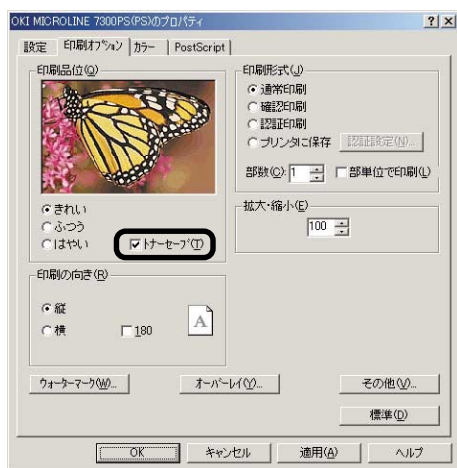 OKI MICROLINE 7300PS(PS)のプロパティ
設定 印刷オプション カラー PostScript
印刷品位(Q)
きれい
ふつう
はやい
トナーセーブ(T)
印刷の向き(R)
縦
横
180
A
印刷形式(J)
通常印刷
確認印刷
認証印刷
プリンタに保存
認証設定(N)...
部数(C): 1
部単位で印刷(L)
拡大・縮小(E)
100
ウォーターマーク(W)...
オーバーレイ(Y)...
その他(V)...
標準(D)
OK キャンセル 適用(A) ヘルプ